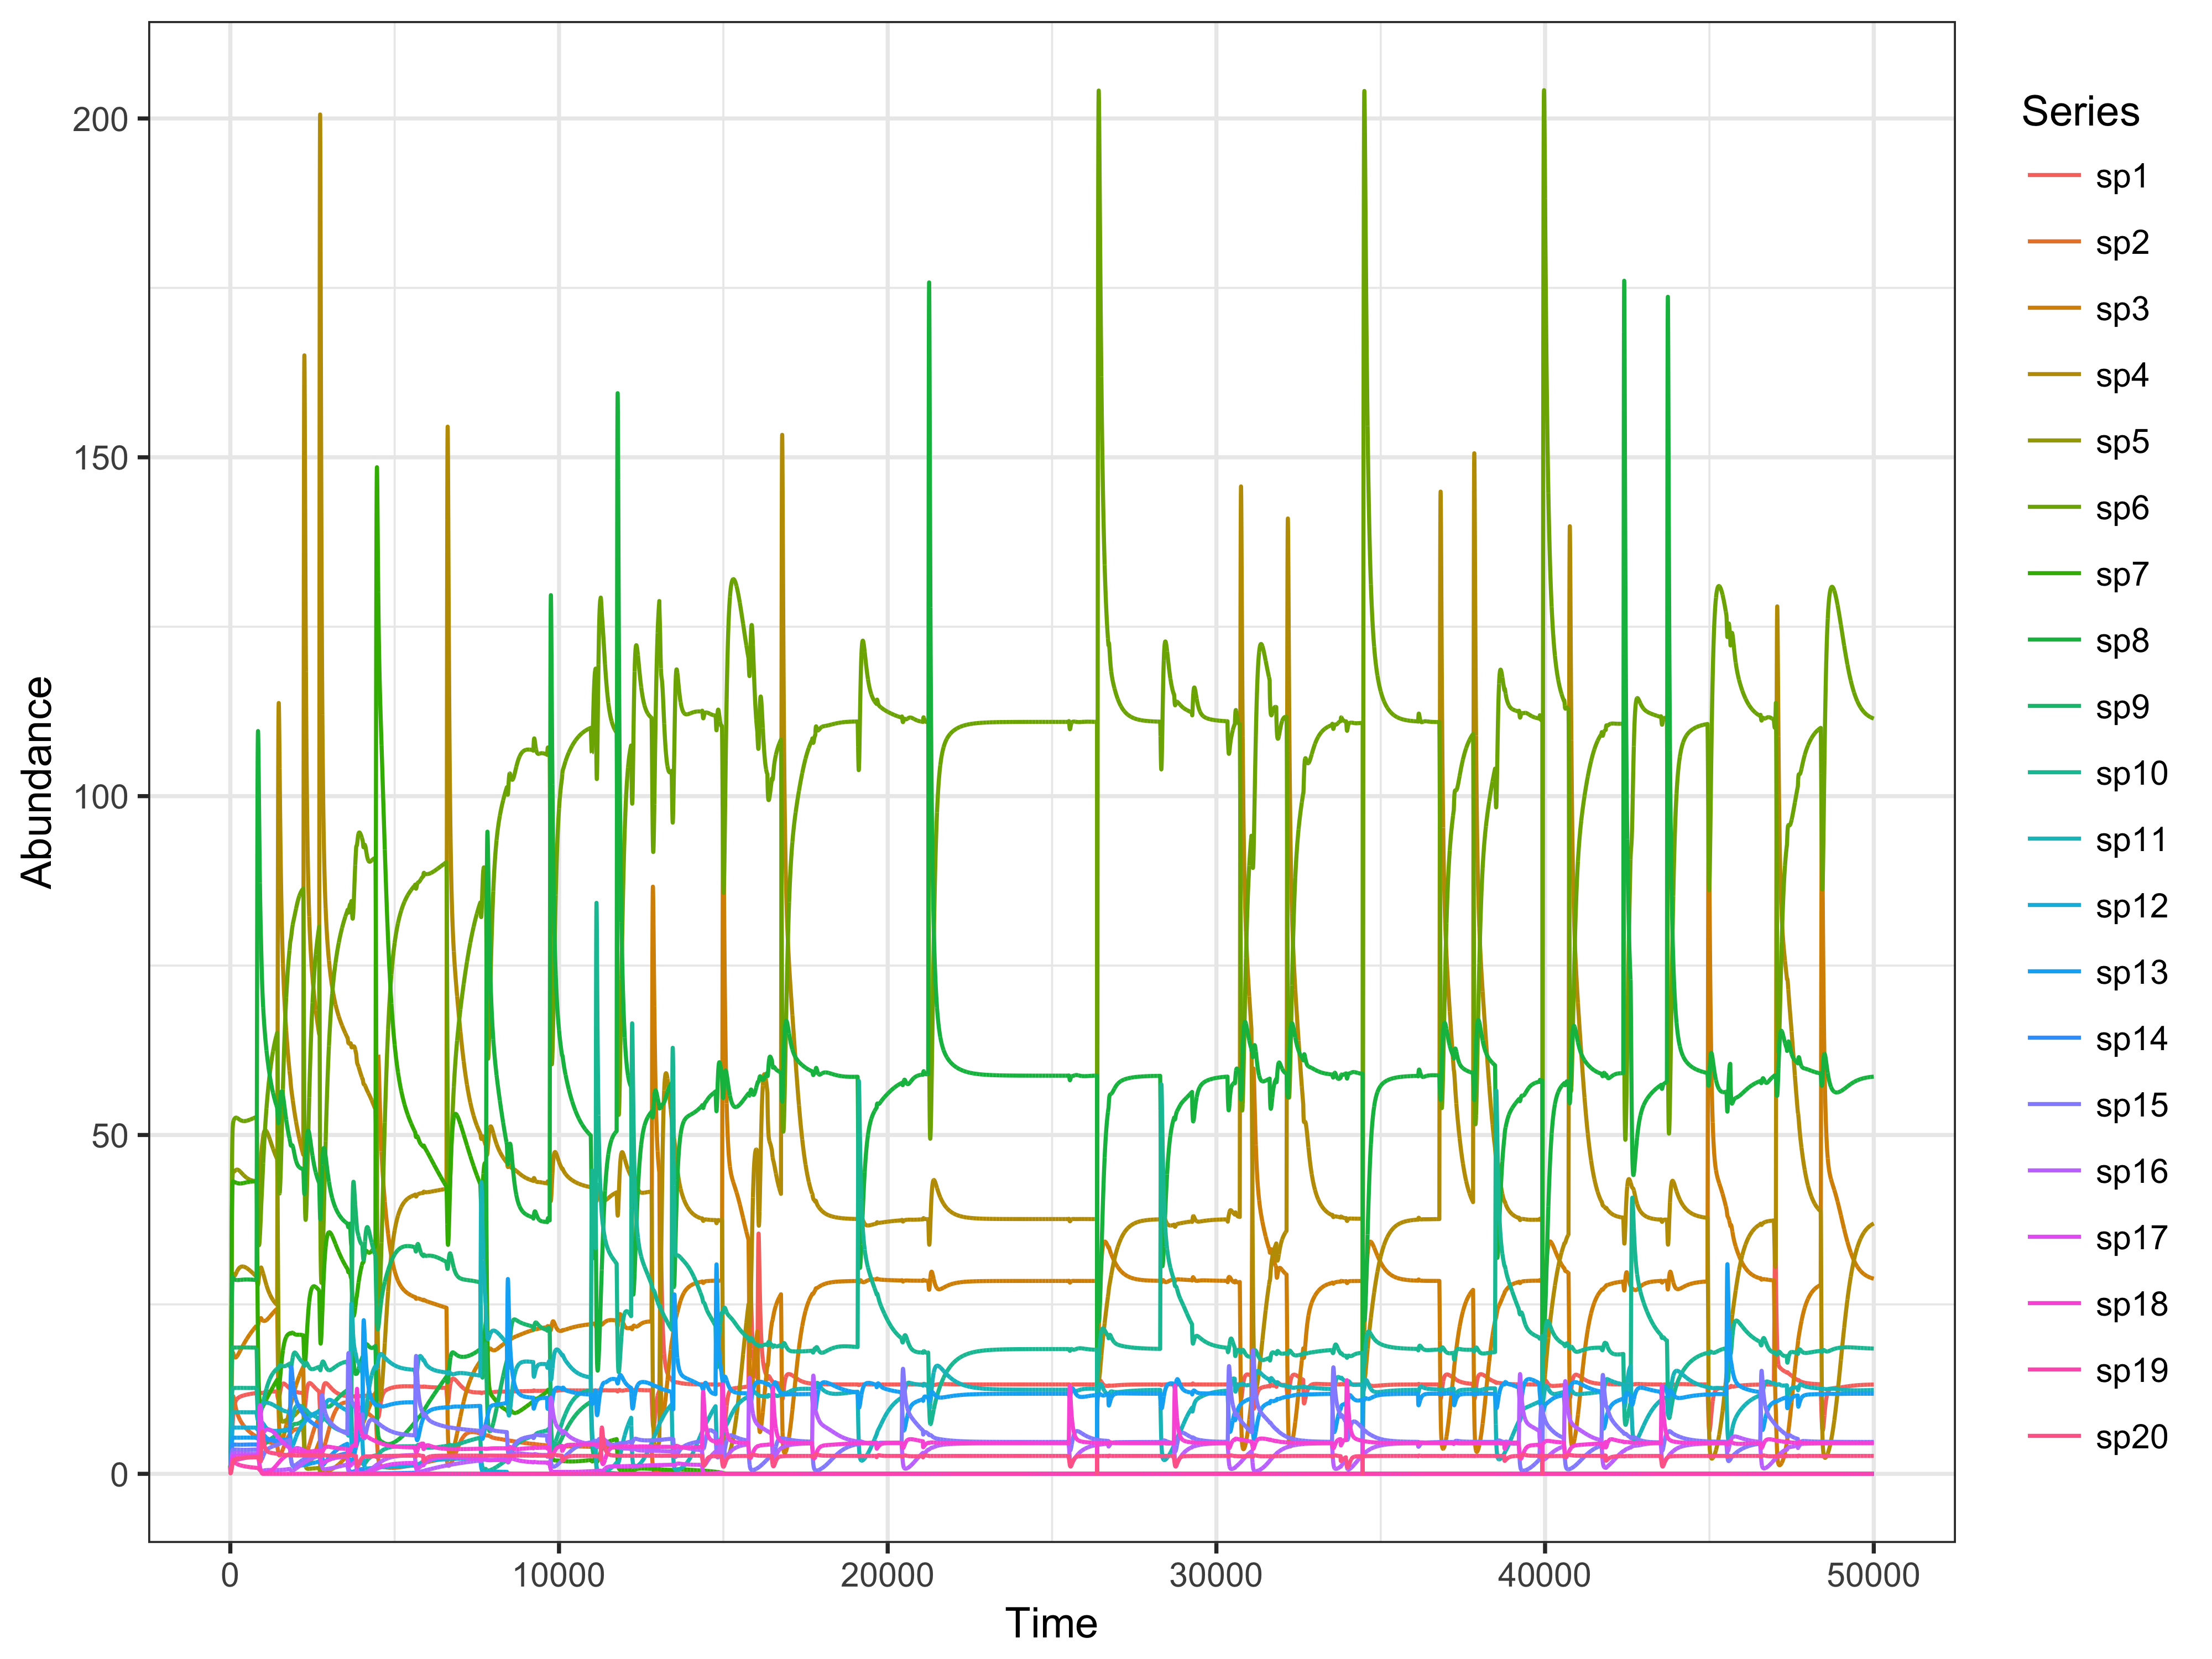 200
150
100
50
0
Abundance
0 10000 20000 30000 40000 50000
Time
Series
sp1
sp2
sp3
sp4
sp5
sp6
sp7
sp8
sp9
sp10
sp11
sp12
sp13
sp14
sp15
sp16
sp17
sp18
sp19
sp20